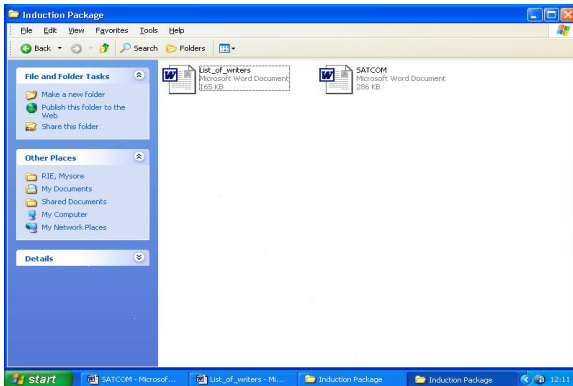 Induction Package
File Edit View Favorites Tools Help
Back Search Folders
File and Folder Tasks
Make a new folder
Publish this folder to the
Web
Share this folder
Other Places
RIE, Mysore
My Documents
Shared Documents
My Computer
My Network Places
Details
List_of_writers
Microsoft Word Document
165 KB
SATCOM
Microsoft Word Document
286 KB
start SATCOM - Microsof... List_of_writers - Mi... Induction Package Induction Package 12:11